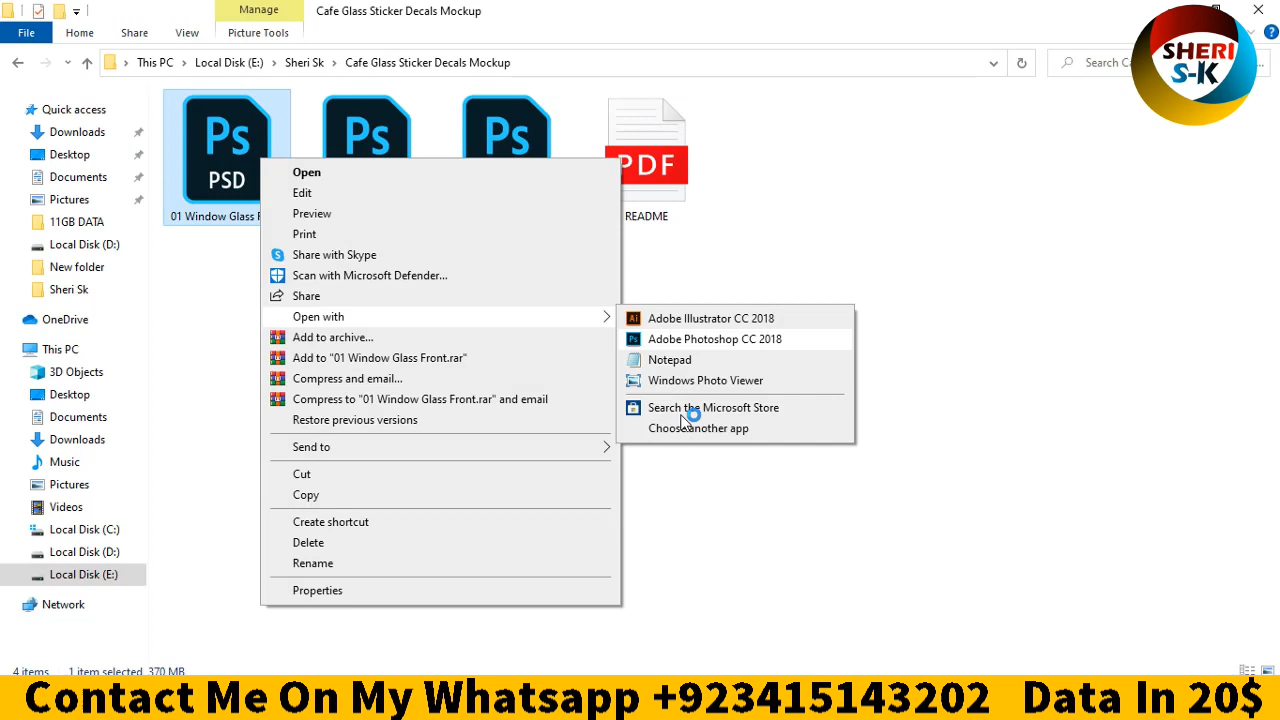 Manage
Cafe Glass Sticker Decals Mockup
File
Home
Share
View
Picture Tools
This PC
Local Disk (E:)
Sheri Sk
Cafe Glass Sticker Decals Mockup
Search Ca
SHERI
S-K
Quick access
Downloads
Desktop
Documents
Pictures
11GB DATA
Local Disk (D:)
New folder
Sheri Sk
OneDrive
This PC
3D Objects
Desktop
Documents
Downloads
Music
Pictures
Videos
Local Disk (C:)
Local Disk (D:)
Local Disk (E:)
Network
Ps
PSD
01 Window Glass F
Ps
Ps
PDF
README
Open
Edit
Preview
Print
Share with Skype
Scan with Microsoft Defender...
Share
Open with
Add to archive...
Add to "01 Window Glass Front.rar"
Compress and email...
Compress to "01 Window Glass Front.rar" and email
Restore previous versions
Send to
Cut
Copy
Create shortcut
Delete
Rename
Properties
Ai Adobe Illustrator CC 2018
Ps Adobe Photoshop CC 2018
Notepad
Windows Photo Viewer
Search the Microsoft Store
Choose another app
4 items
1 item selected 370 MB
Contact Me On My Whatsapp +923415143202 Data In 20$